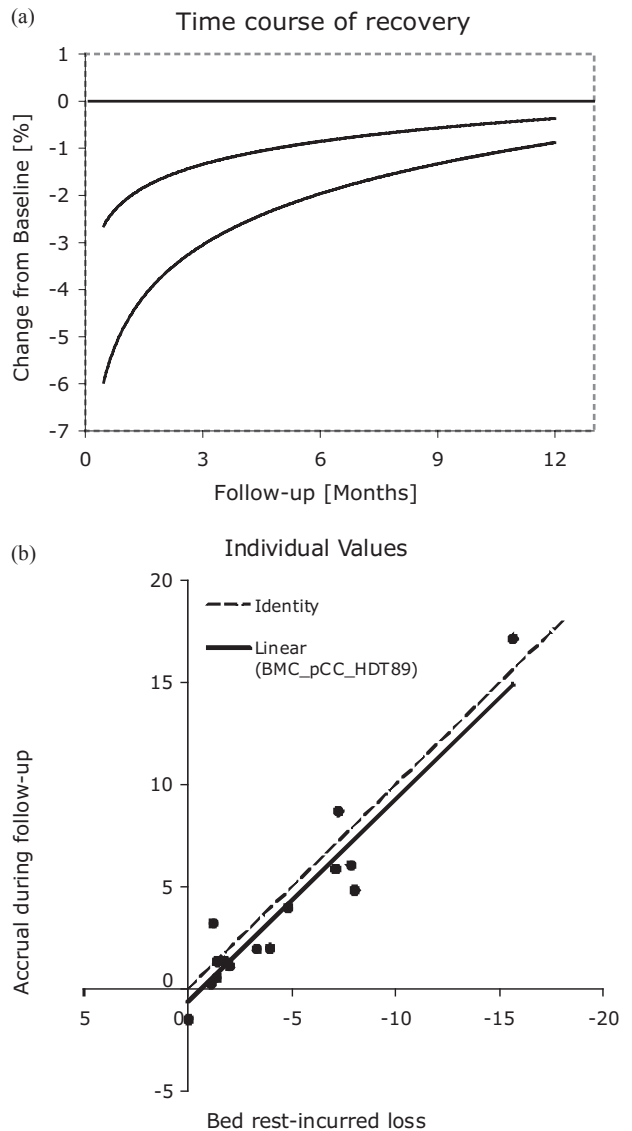 (a)
Time course of recovery
Change from Baseline [%]
1
0
-1
-2
-3
-4
-5
-6
-7
0 3 6 9 12
Follow-up [Months]
(b)
Individual Values
Accrual during follow-up
20
15
10
5
0
-5
Identity
Linear
(BMC_pCC_HDT89)
5 0 -5 -10 -15 -20
Bed rest-incurred loss